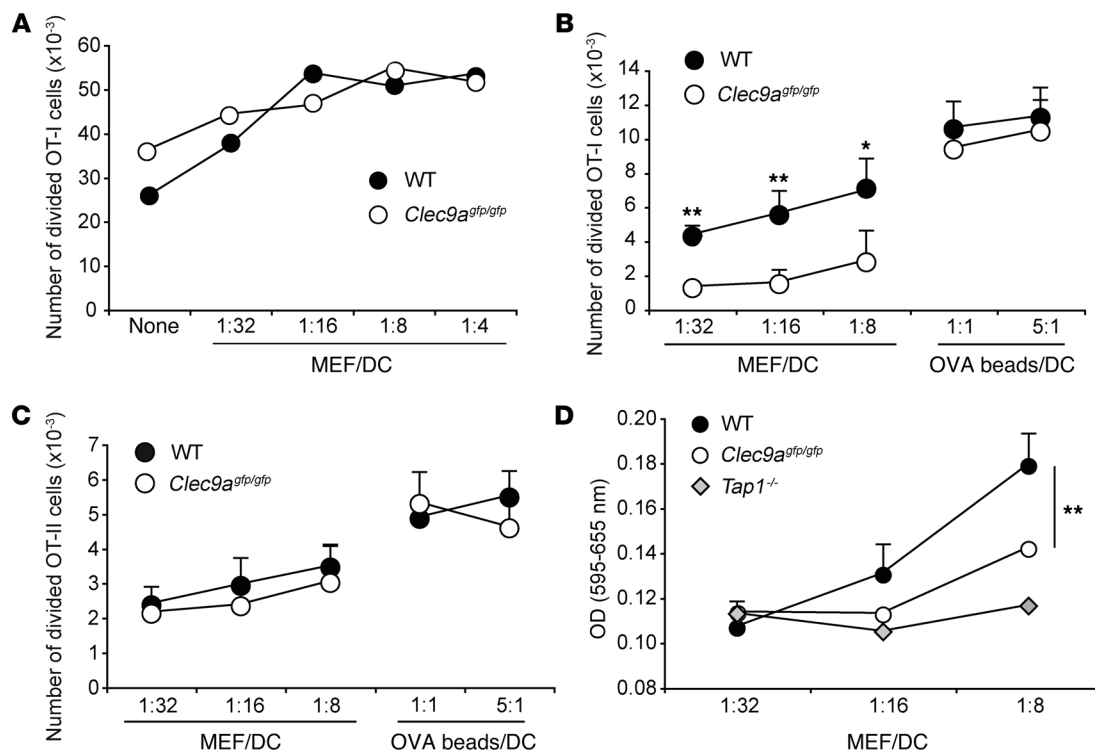 A
Number of divided OT-I cells (x10-3)
60
50
40
30
20
10
0
WT
Clec9agfp/gfp
None 1:32 1:16 1:8 1:4
MEF/DC
B
Number of divided OT-I cells (x10-3)
WT
Clec9agfp/gfp
14
12
10
8
6
4
2
0
** ** *
1:32 1:16 1:8 1:1 5:1
MEF/DC OVA beads/DC
C
Number of divided OT-II cells (x10-3)
7
6
5
4
3
2
1
0
WT
Clec9agfp/gfp
1:32 1:16 1:8 1:1 5:1
MEF/DC OVA beads/DC
D
OD (595-655 nm)
0.20
0.18
0.16
0.14
0.12
0.10
0.08
WT
Clec9agfp/gfp
Tap1-/-
**
1:32 1:16 1:8
MEF/DC